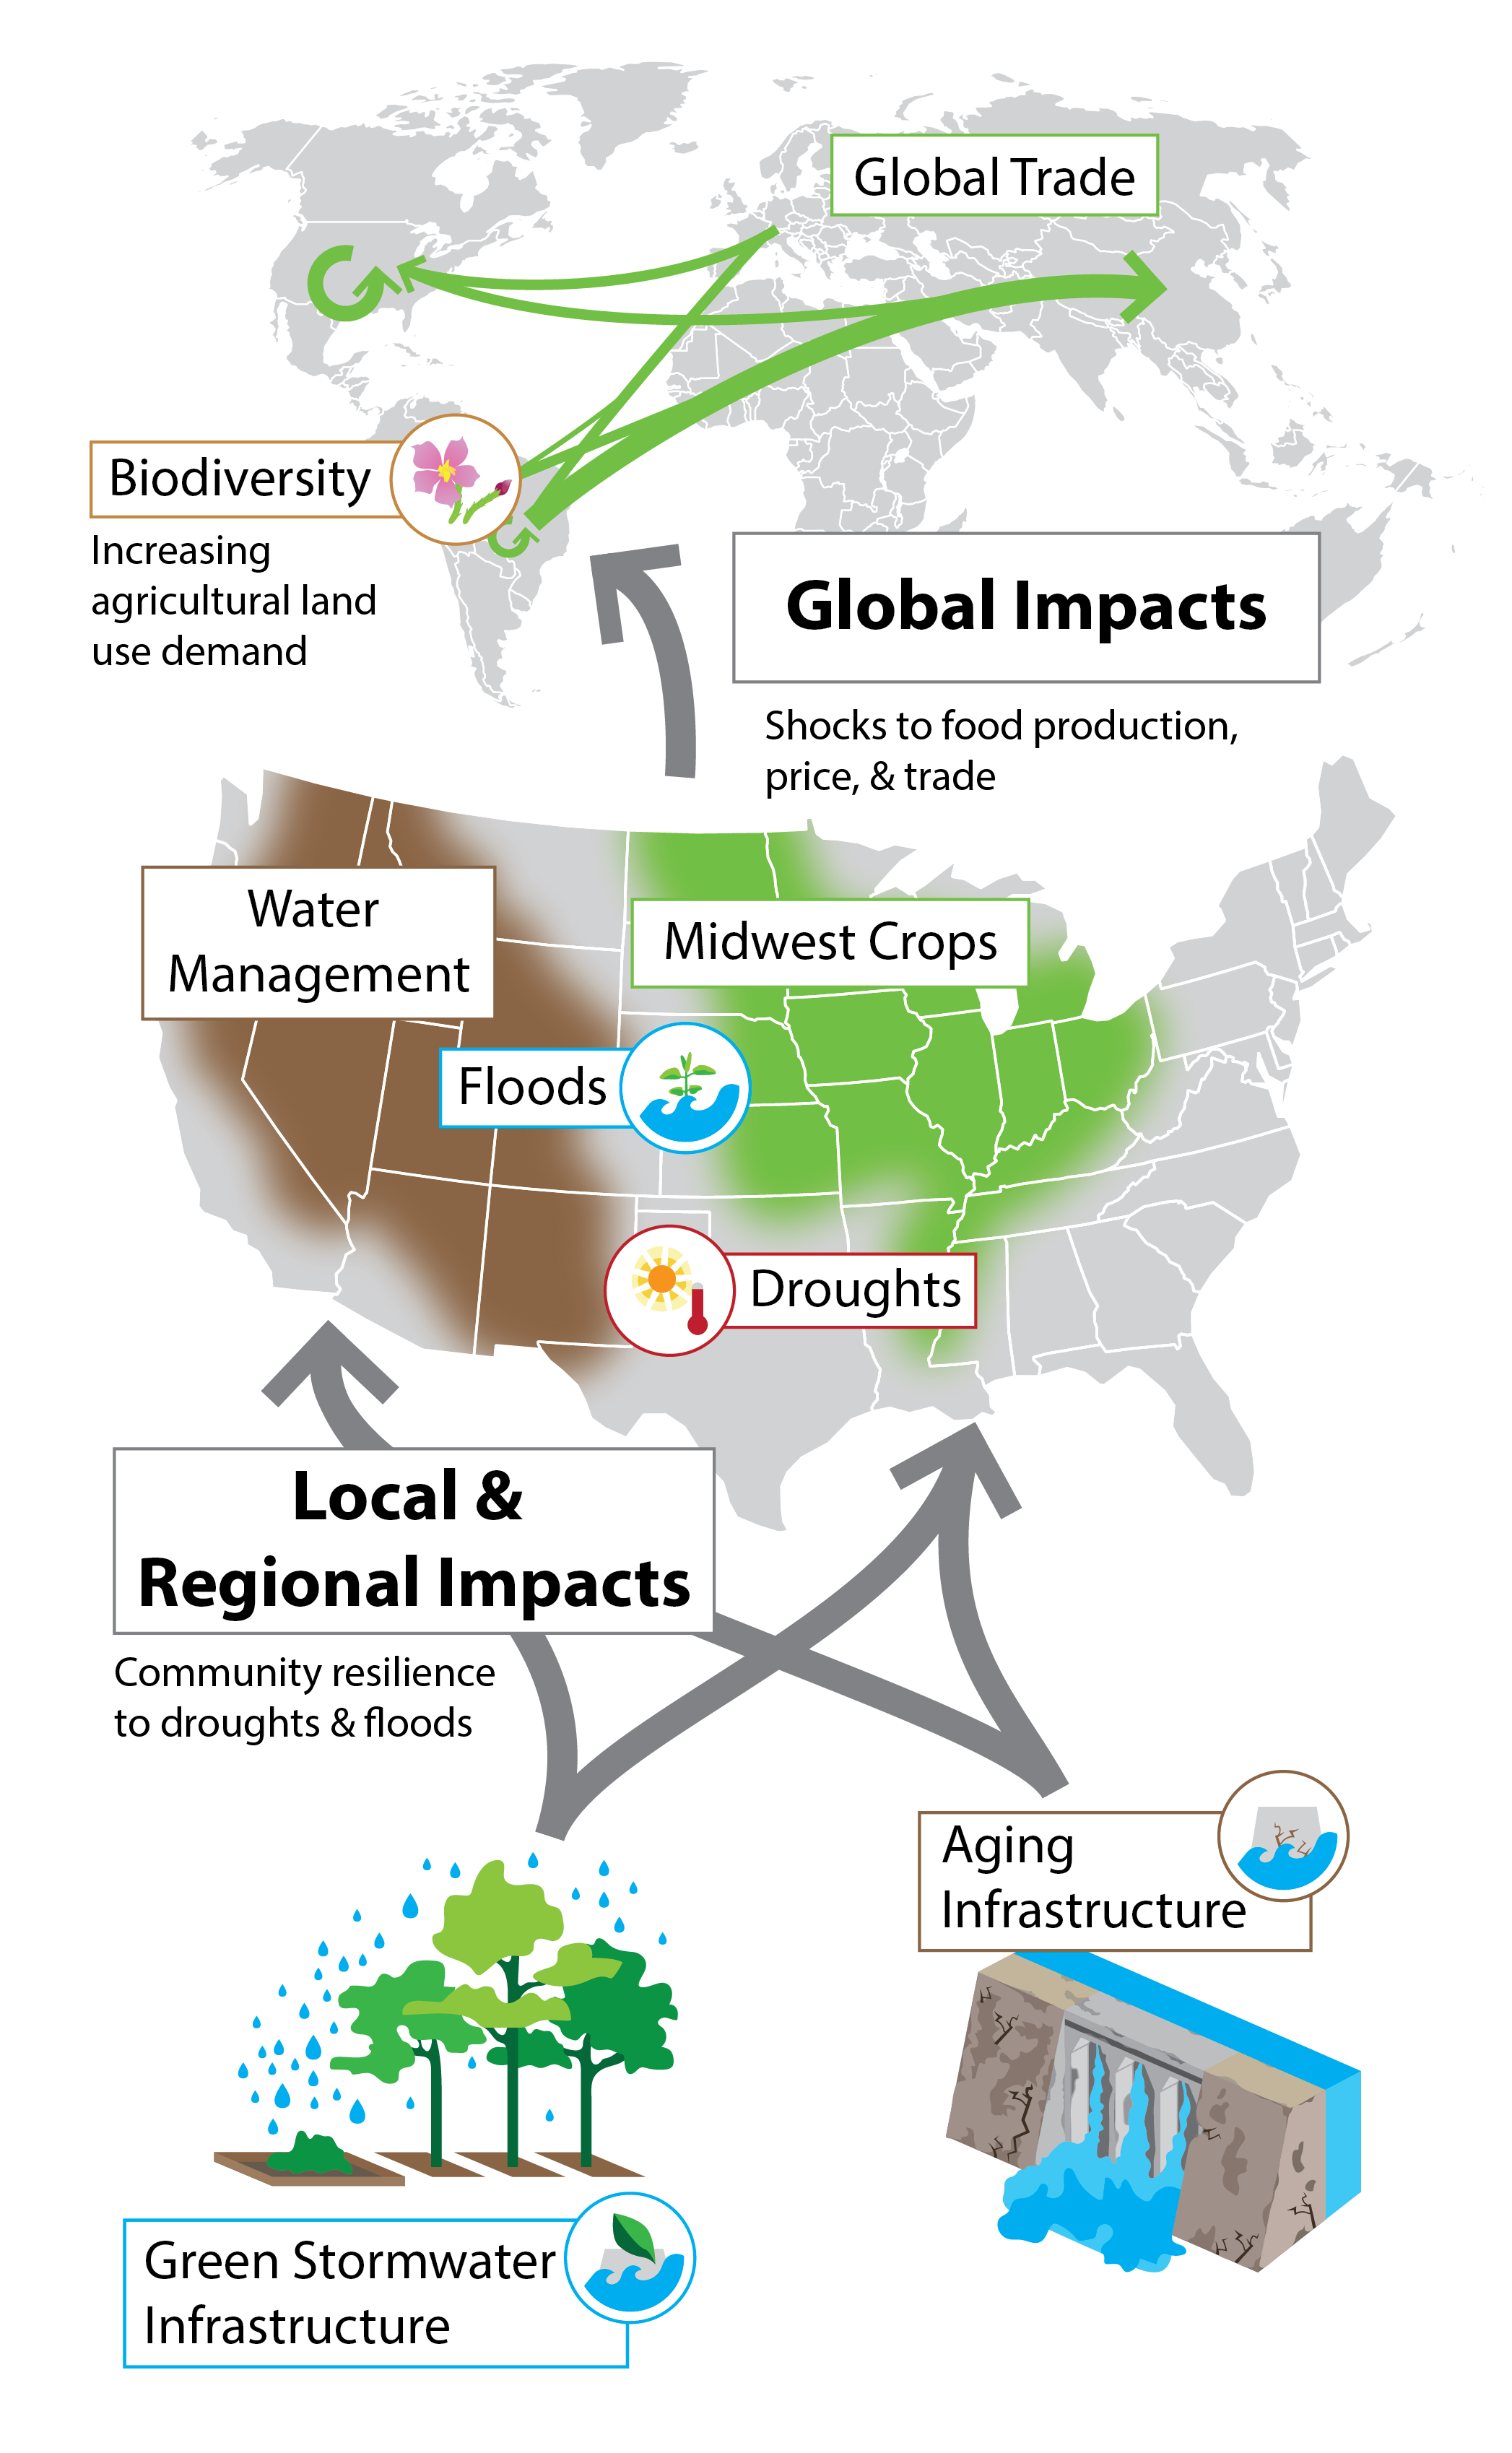 Global Trade
Biodiversity
Increasing
agricultural land
use demand
Global Impacts
Shocks to food production,
price, & trade
Water
Management
Midwest Crops
Floods
Droughts
Local &
Regional Impacts
Community resilience
to droughts & floods
Aging
Infrastructure
Green Stormwater
Infrastructure